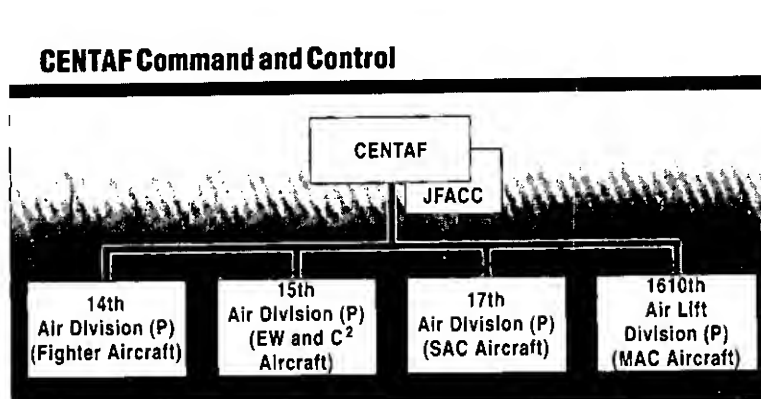 CENTAF Command and Control
CENTAF
JFACC
14th
Air Division (P)
(Fighter Aircraft)
15th
Air Division (P)
(EW and C²
Aircraft)
17th
Air Division (P)
(SAC Aircraft)
1610th
Air Lift
Division (P)
(MAC Aircraft)